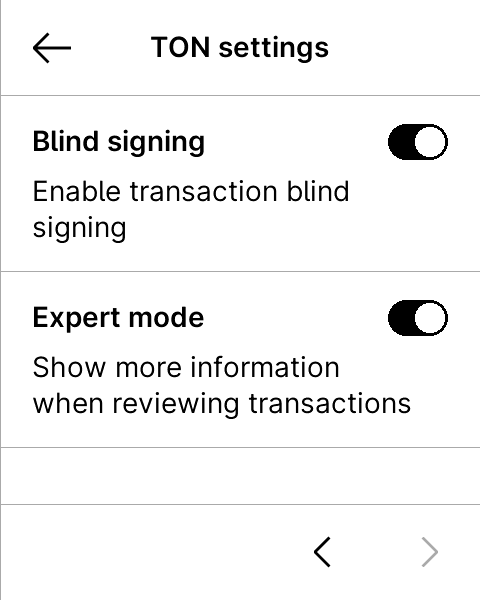 TON settings
Blind signing
Enable transaction blind
signing
Expert mode
Show more information
when reviewing transactions